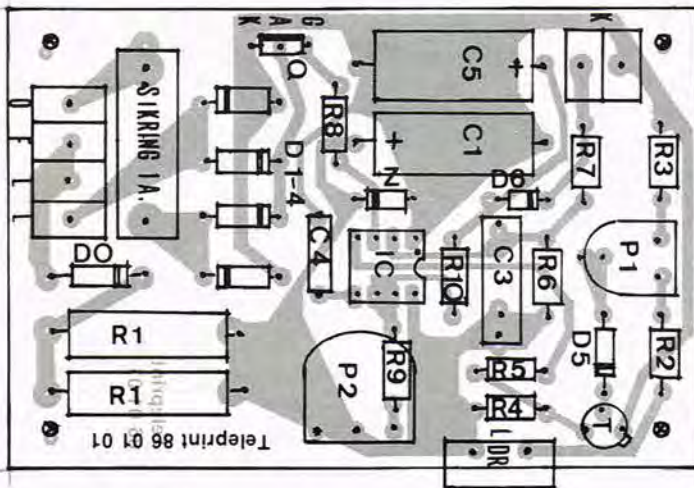 G
A
K
K
Q
C5
+
R8
+
C1
R7
R3
SIKRING 1A.
O
F
L
L
D1-4
Z
D6
P1
DO
C4
IC
R10
C3
R6
R1
P2
R9
R5
D5
R2
R1
R4
T
LDR
Teleprint 86 01 01